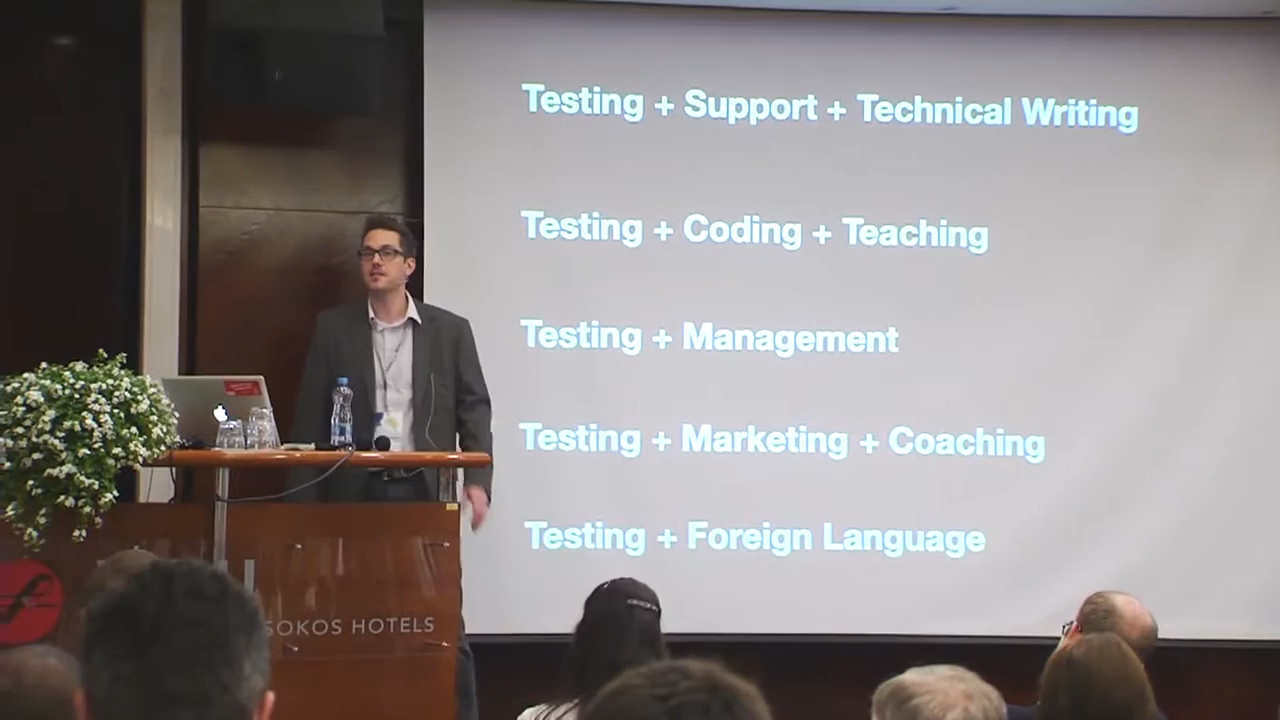 Testing + Support + Technical Writing
Testing + Coding + Teaching
Testing + Management
Testing + Marketing + Coaching
Testing + Foreign Language
SOKOS HOTELS